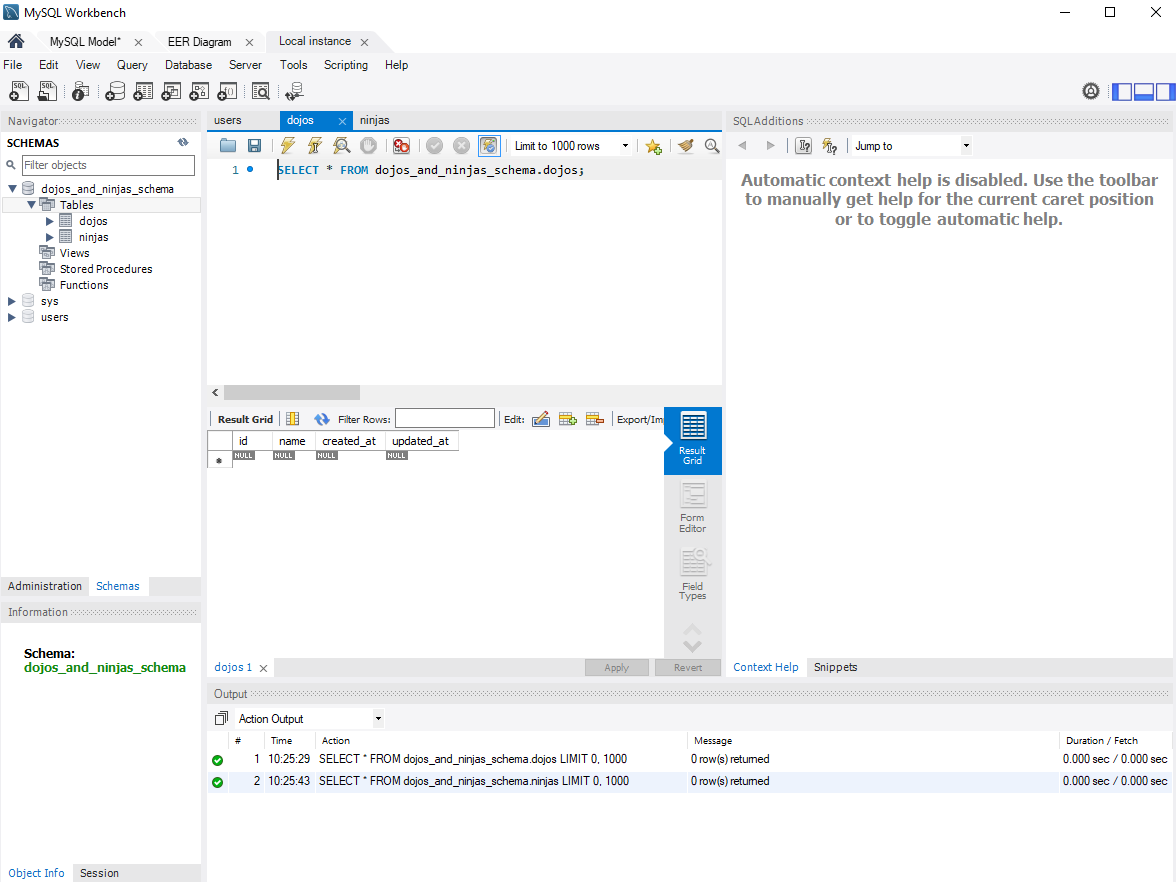 MySQL Workbench
MySQL Model* EER Diagram Local instance
File Edit View Query Database Server Tools Scripting Help
Navigator
SCHEMAS
Filter objects
dojos_and_ninjas_schema
Tables
dojos
ninjas
Views
Stored Procedures
Functions
sys
users
Administration Schemas
Information
Schema:
dojos_and_ninjas_schema
Object Info Session
users dojos ninjas
Limit to 1000 rows
1 SELECT * FROM dojos_and_ninjas_schema.dojos;
Result Grid Filter Rows: Edit: Export/Im
id name created_at updated_at
NULL NULL NULL NULL
Result
Grid
Form
Editor
Field
Types
dojos 1 Apply Revert
SQLAdditions
Jump to
Automatic context help is disabled. Use the toolbar
to manually get help for the current caret position
or to toggle automatic help.
Context Help Snippets
Output
Action Output
# Time Action Message Duration / Fetch
1 10:25:29 SELECT * FROM dojos_and_ninjas_schema.dojos LIMIT 0, 1000 0 row(s) returned 0.000 sec / 0.000 sec
2 10:25:43 SELECT * FROM dojos_and_ninjas_schema.ninjas LIMIT 0, 1000 0 row(s) returned 0.000 sec / 0.000 sec